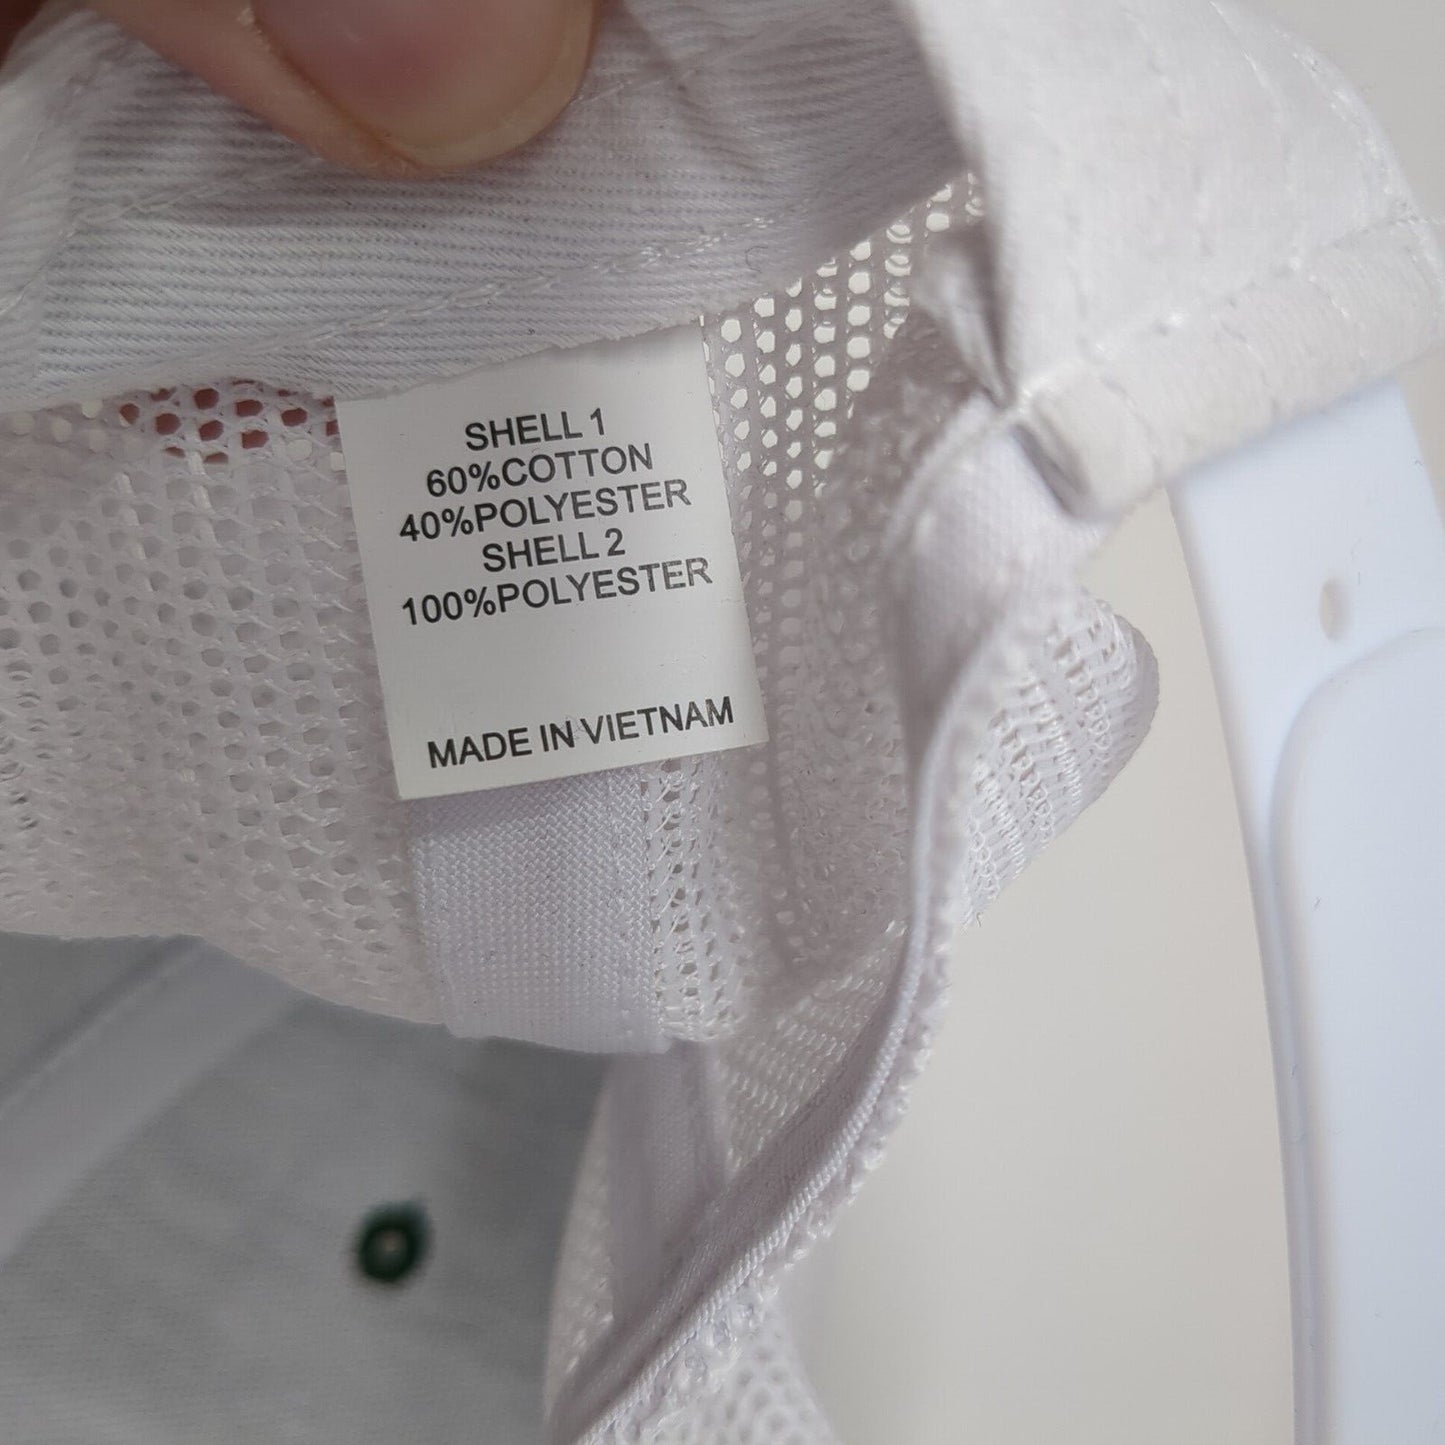 SHELL 1
60%COTTON
40%POLYESTER
SHELL 2
100%POLYESTER
MADE IN VIETNAM